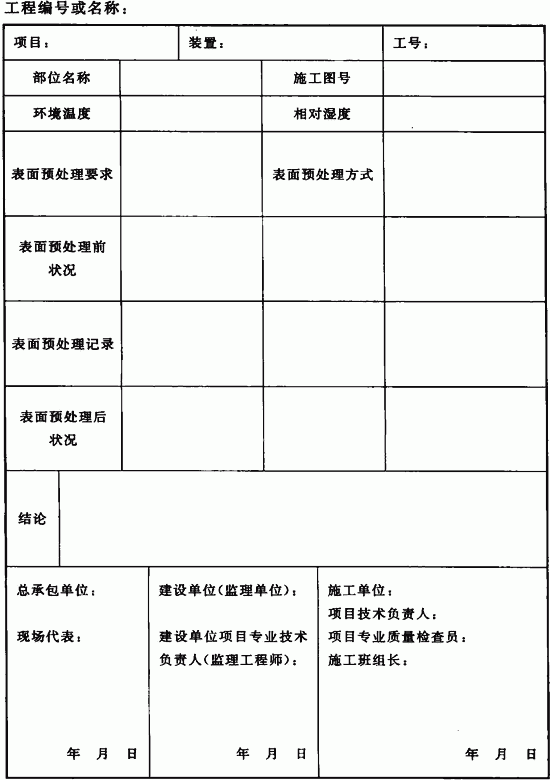 工程编号或名称：
项目： 装置： 工号：
部位名称 施工图号
环境温度 相对湿度
表面预处理要求 表面预处理方式
表面预处理前
状况
表面预处理记录
表面预处理后
状况
结论
总承包单位：
现场代表：
年 月 日
建设单位（监理单位）：
建设单位项目专业技术
负责人（监理工程师）：
年 月 日
施工单位：
项目技术负责人：
项目专业质量检查员：
施工班组长：
年 月 日